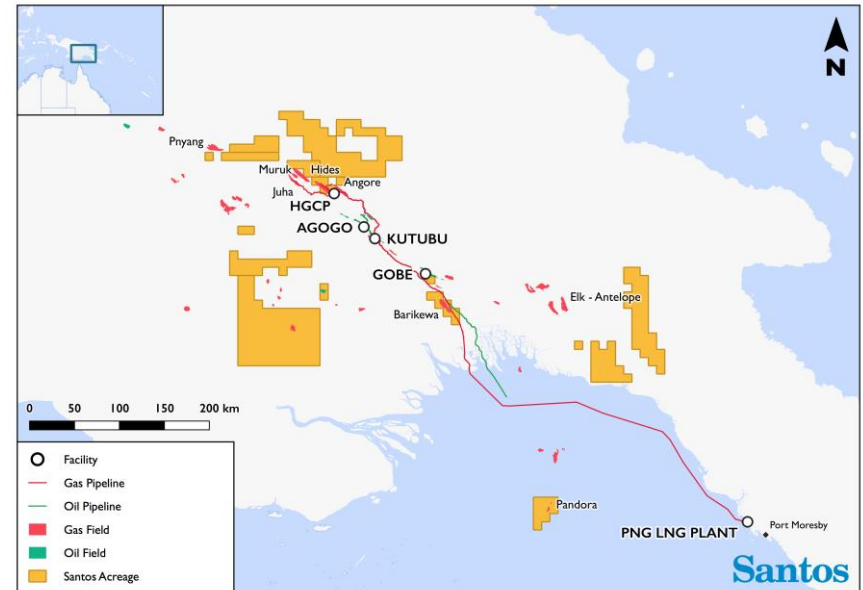 N
Pnyang
Muruk
Hides
Angore
Juha
HGCP
AGOGO
KUTUBU
GOBE
Elk - Antelope
Barikewa
0 50 100 150 200 km
Facility
Gas Pipeline
Oil Pipeline
Gas Field
Oil Field
Santos Acreage
Pandora
PNG LNG PLANT
Port Moresby
Santos